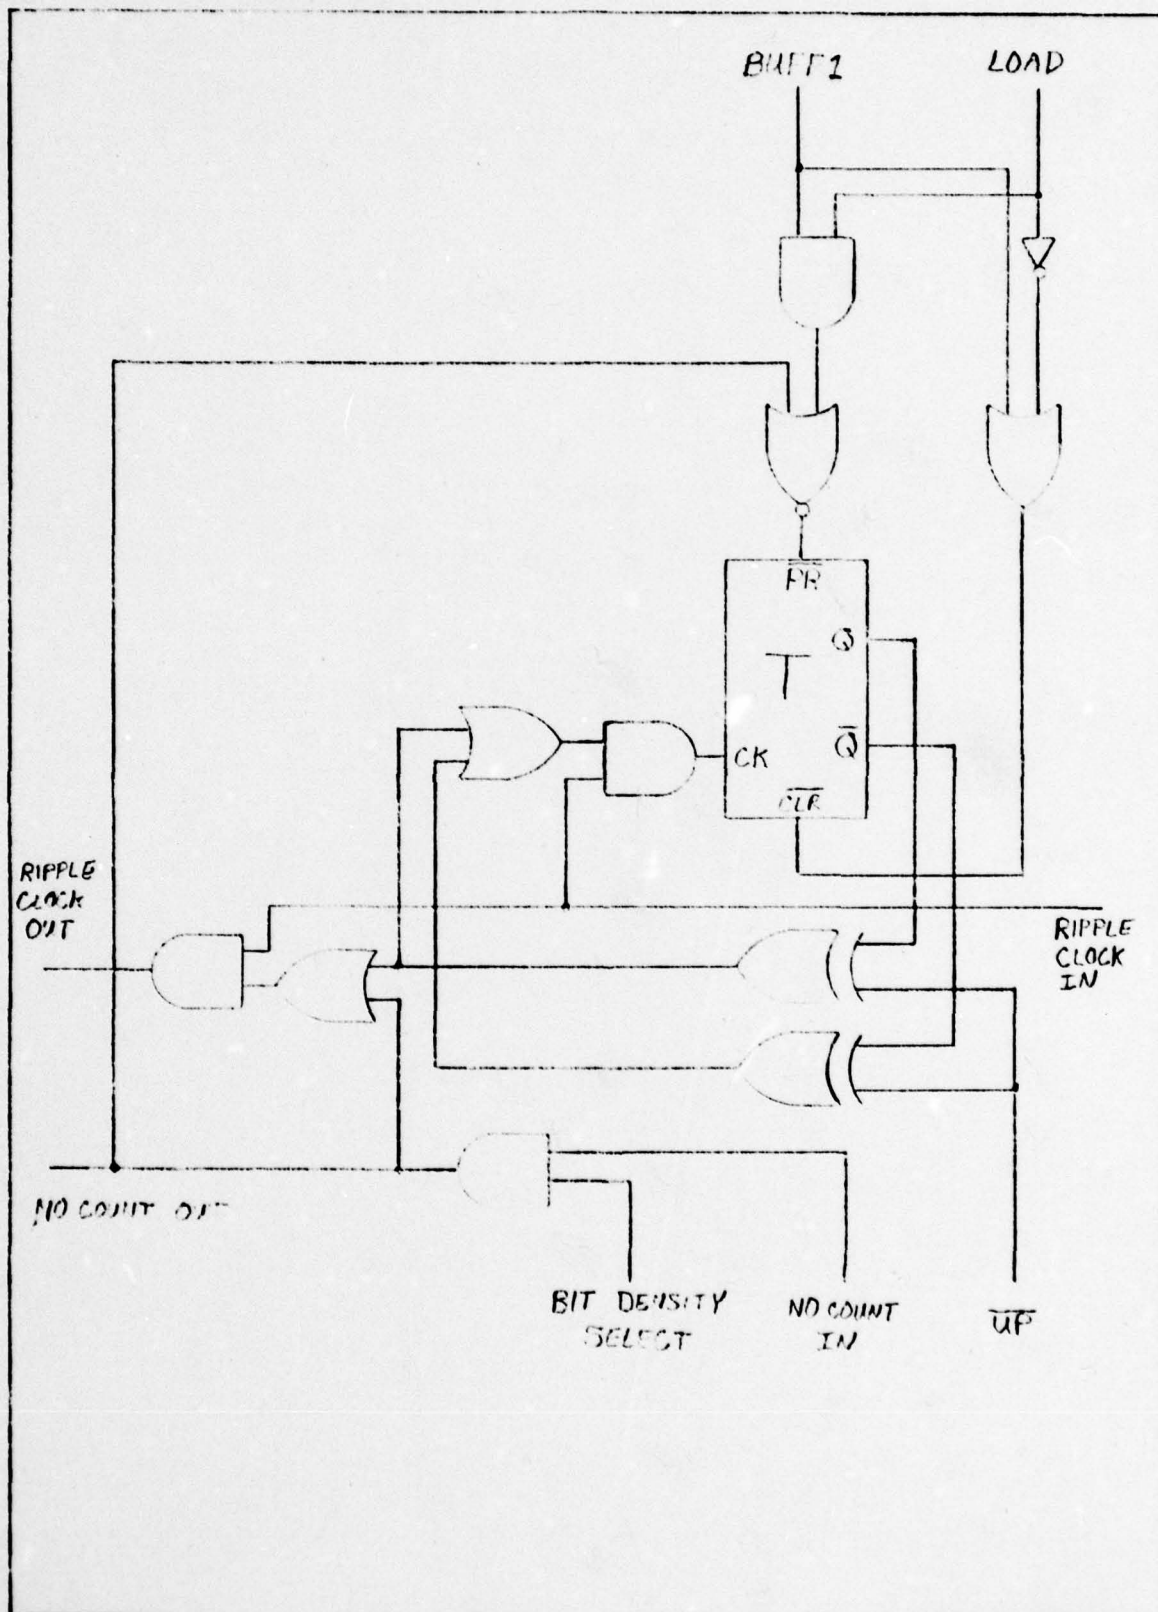 BUFF1
LOAD
PR
Q
T
Q̅
CK
CLR
RIPPLE
CLOCK
OUT
RIPPLE
CLOCK
IN
NO COUNT OUT
BIT DENSITY
SELECT
NO COUNT
IN
UP